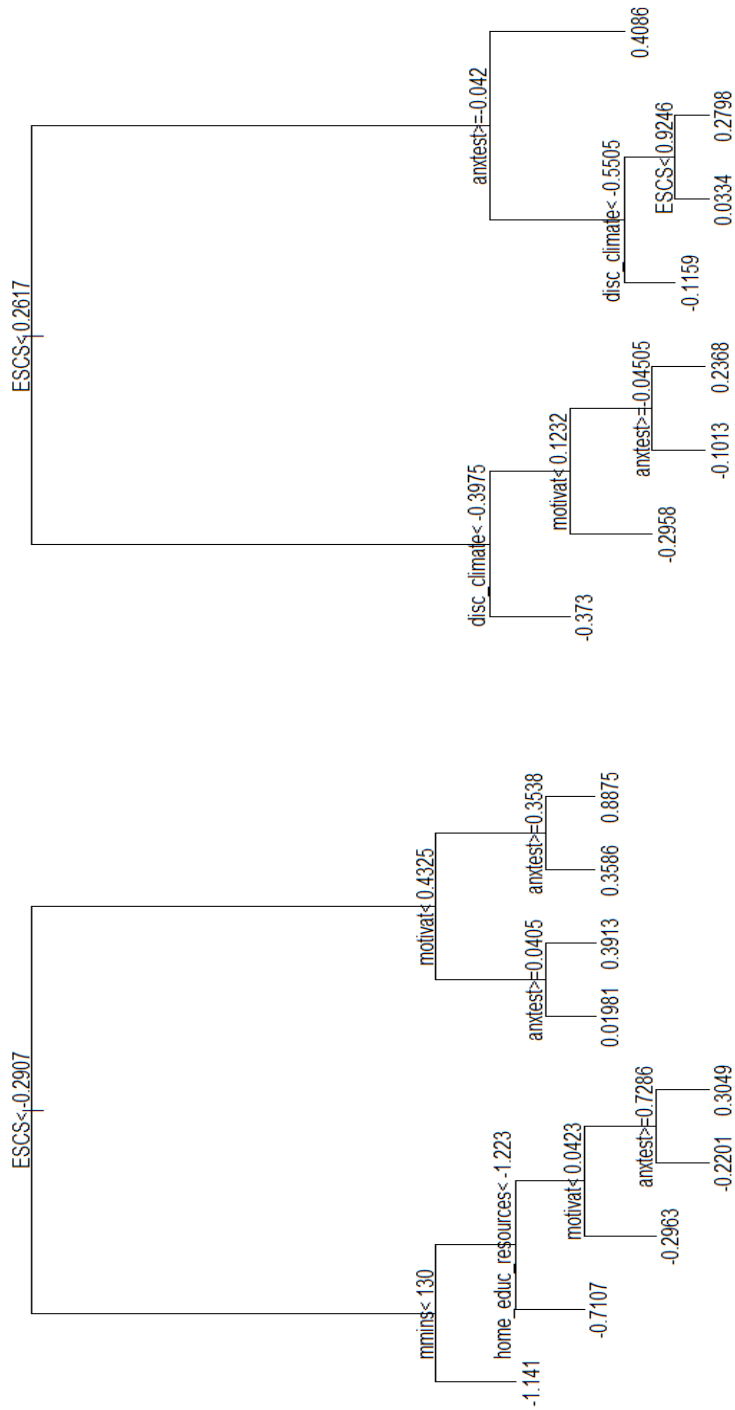 ESCS< -0.2907
mmins< 130
motivat< 0.4325
-1.141
home_educ_resources< -1.223
anxtest>=0.0405
anxtest>=0.3538
-0.7107
motivat< 0.0423
0.01981
0.3913
0.3586
0.8875
-0.2963
anxtest>=0.7286
-0.2201
0.3049
ESCS< 0.2617
disc_climate< -0.3975
anxtest>=-0.042
-0.373
motivat< 0.1232
disc_climate< -0.5505
0.4086
-0.2958
anxtest>=-0.04505
-0.1159
ESCS< 0.9246
-0.1013
0.2368
0.0334
0.2798